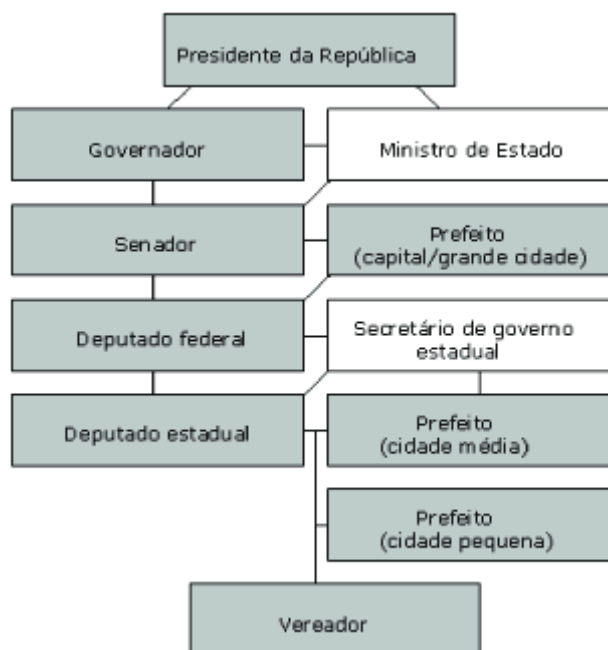 Presidente da República
Governador
Ministro de Estado
Senador
Prefeito
(capital/grande cidade)
Deputado federal
Secretário de governo
estadual
Deputado estadual
Prefeito
(cidade média)
Prefeito
(cidade pequena)
Vereador